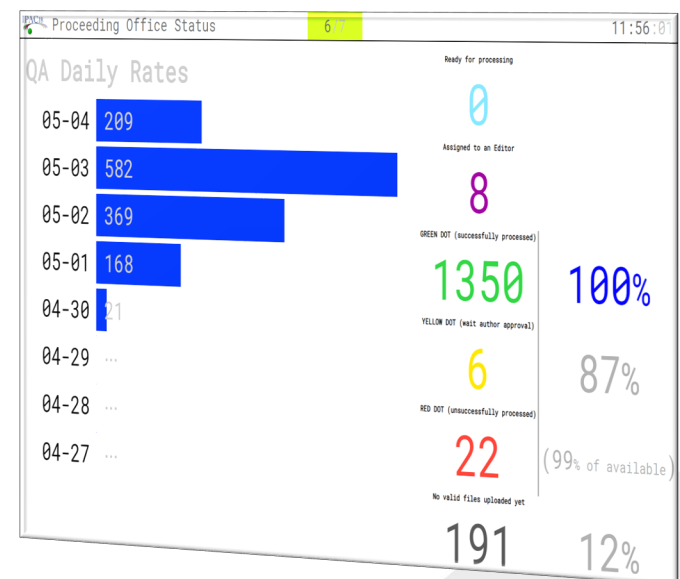 Proceeding Office Status
6/7
11:56:01
QA Daily Rates
05-04 209
05-03 582
05-02 369
05-01 168
04-30 21
04-29 ...
04-28 ...
04-27 ...
Ready for processing
0
Assigned to an Editor
8
GREEN DOT (successfully processed)
1350
100%
YELLOW DOT (wait author approval)
6
87%
RED DOT (unsuccessfully processed)
22
(99% of available)
No valid files uploaded yet
191
12%